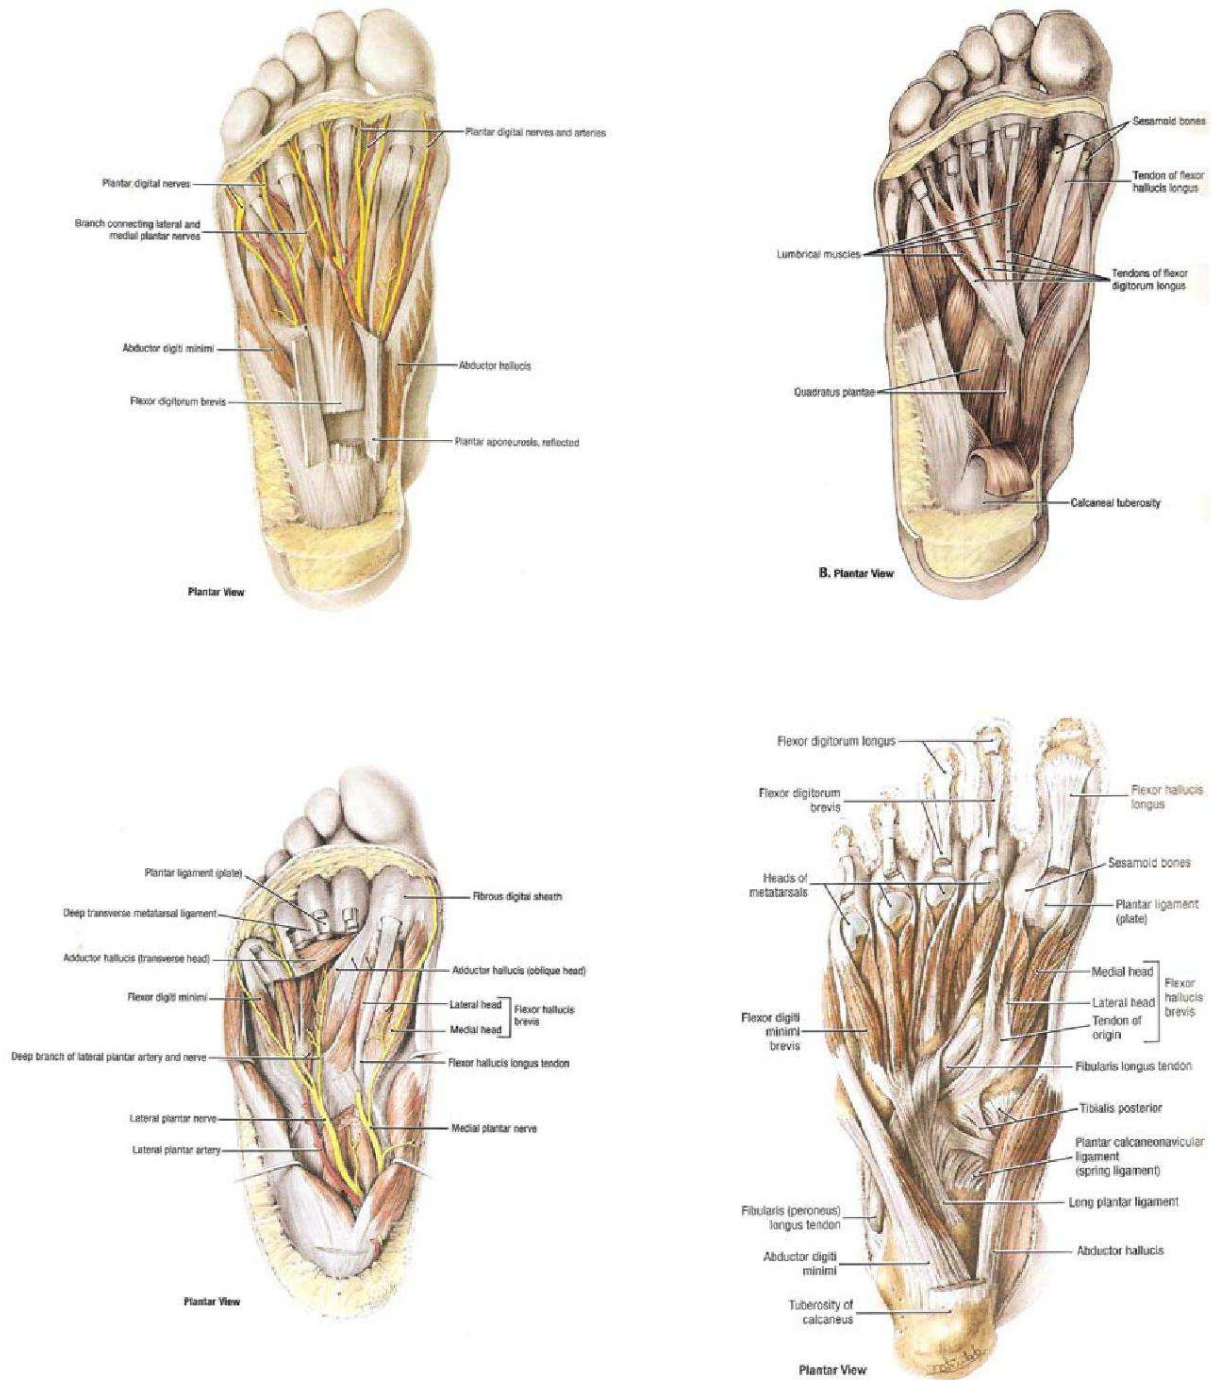 Plantar digital nerves and arteries
Plantar digital nerves
Branch connecting lateral and
medial plantar nerves
Abductor digiti minimi
Abductor hallucis
Flexor digitorum brevis
Plantar aponeurosis, reflected
Plantar View
Sesamoid bones
Tendon of flexor
hallucis longus
Lumbrical muscles
Tendons of flexor
digitorum longus
Quadratus plantae
Calcaneal tuberosity
B. Plantar View
Plantar ligament (plate)
Fibrous digital sheath
Deep transverse metatarsal ligament
Adductor hallucis (transverse head)
Adductor hallucis (oblique head)
Flexor digiti minimi
Lateral head
Medial head
Flexor hallucis
brevis
Deep branch of lateral plantar artery and nerve
Flexor hallucis longus tendon
Lateral plantar nerve
Medial plantar nerve
Lateral plantar artery
Plantar View
Flexor digitorum longus
Flexor digitorum
brevis
Flexor hallucis
longus
Heads of
metatarsals
Sesamoid bones
Plantar ligament
(plate)
Medial head
Lateral head
Tendon of
origin
Flexor
hallucis
brevis
Flexor digiti
minimi
brevis
Fibularis longus tendon
Tibialis posterior
Plantar calcaneonavicular
ligament
(spring ligament)
Long plantar ligament
Fibularis (peroneus)
longus tendon
Abductor hallucis
Abductor digiti
minimi
Tuberosity of
calcaneus
Plantar View